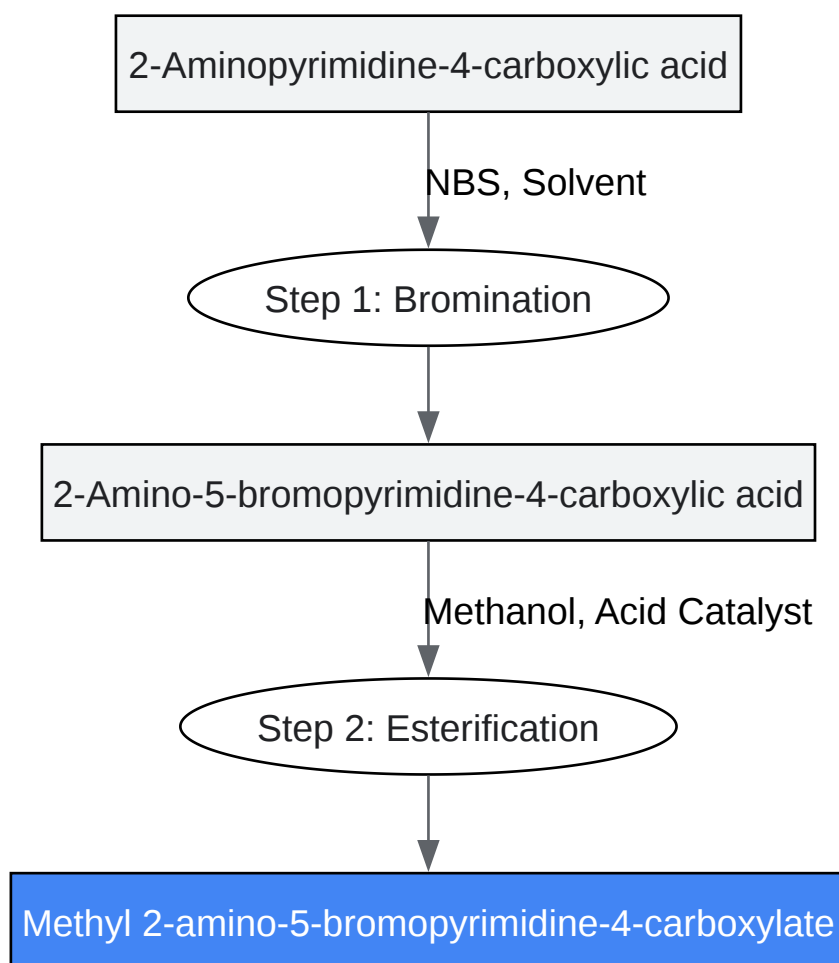 2-Aminopyrimidine-4-carboxylic acid
NBS, Solvent
Step 1: Bromination
2-Amino-5-bromopyrimidine-4-carboxylic acid
Methanol, Acid Catalyst
Step 2: Esterification
Methyl 2-amino-5-bromopyrimidine-4-carboxylate